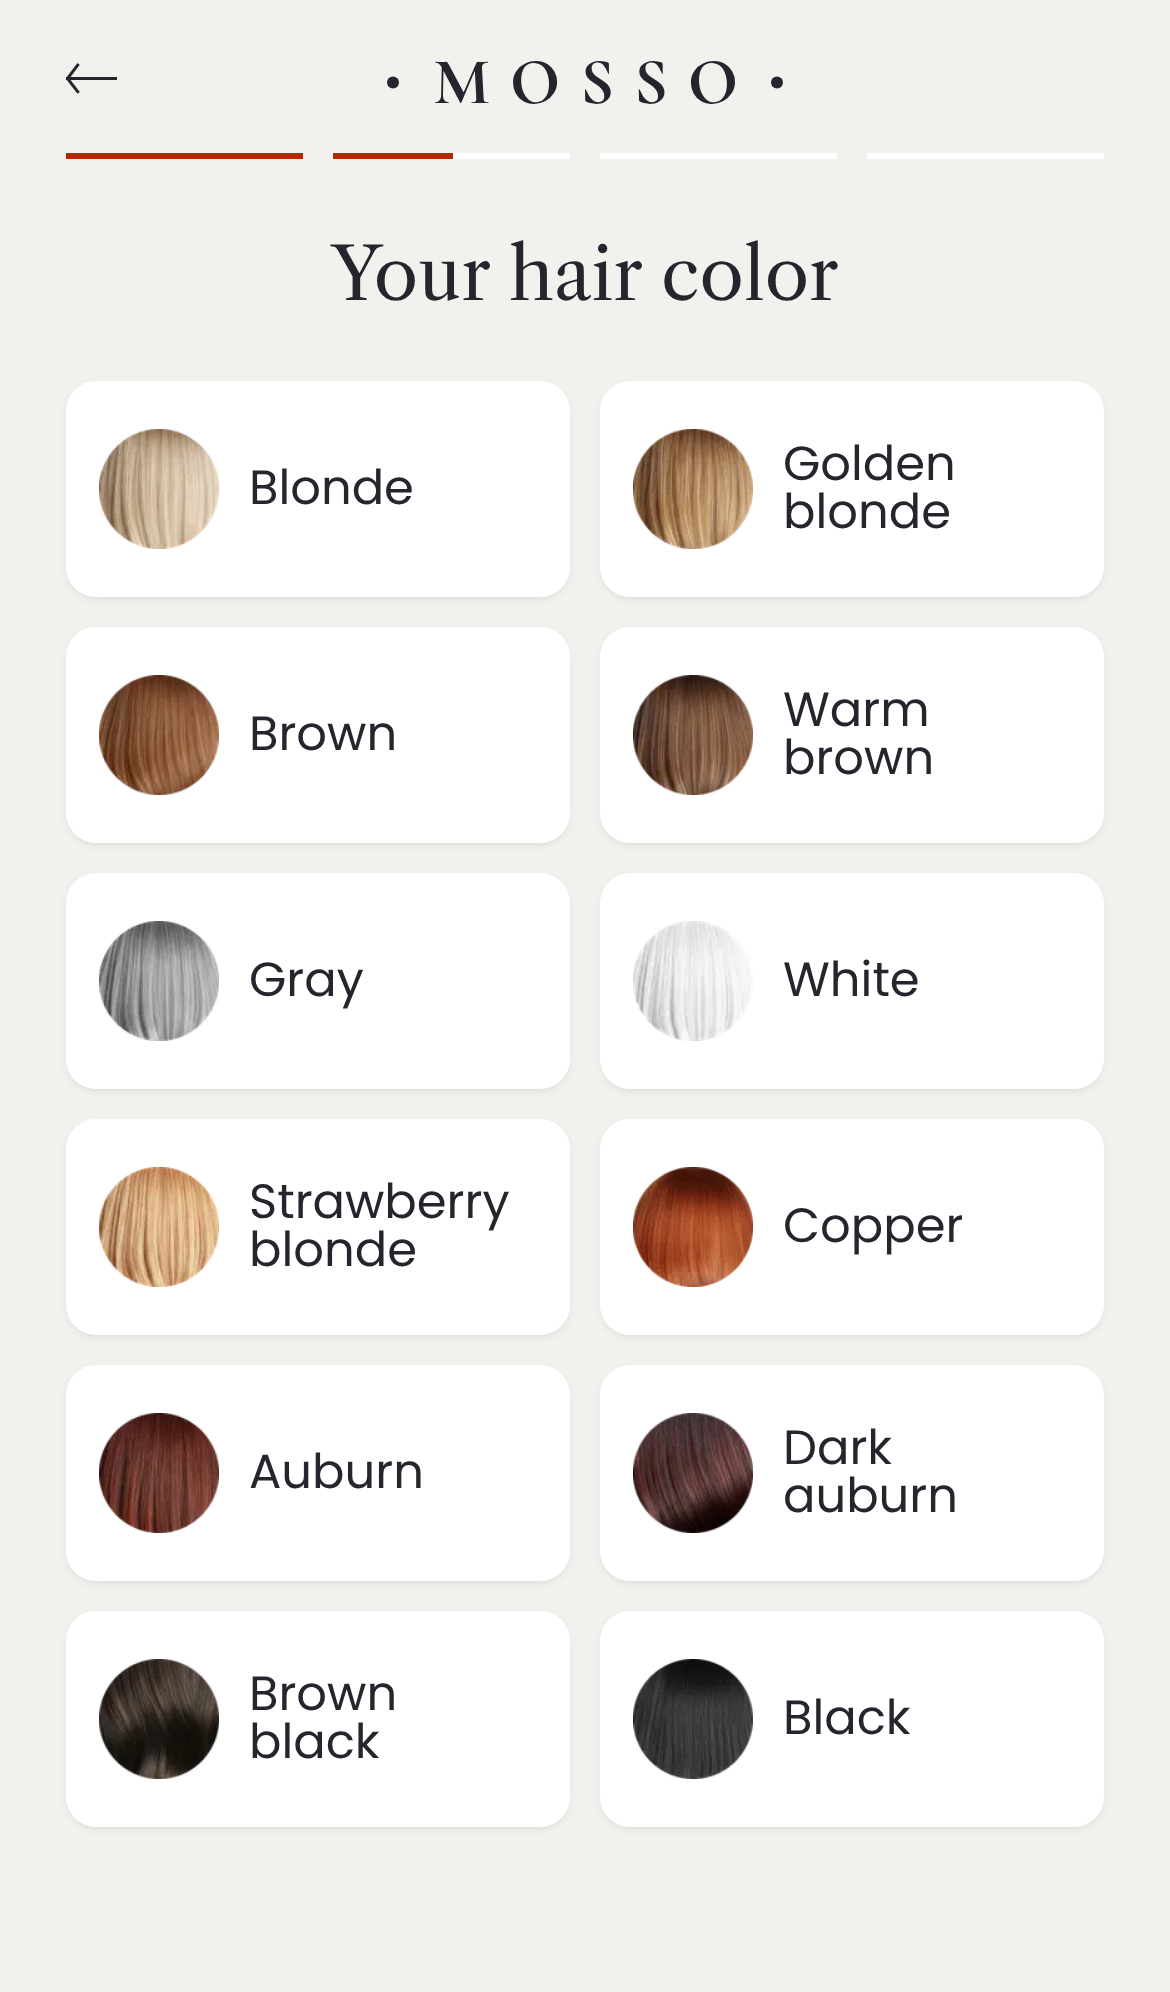 • MOSSO •
Your hair color
Blonde
Golden
blonde
Brown
Warm
brown
Gray
White
Strawberry
blonde
Copper
Auburn
Dark
auburn
Brown
black
Black